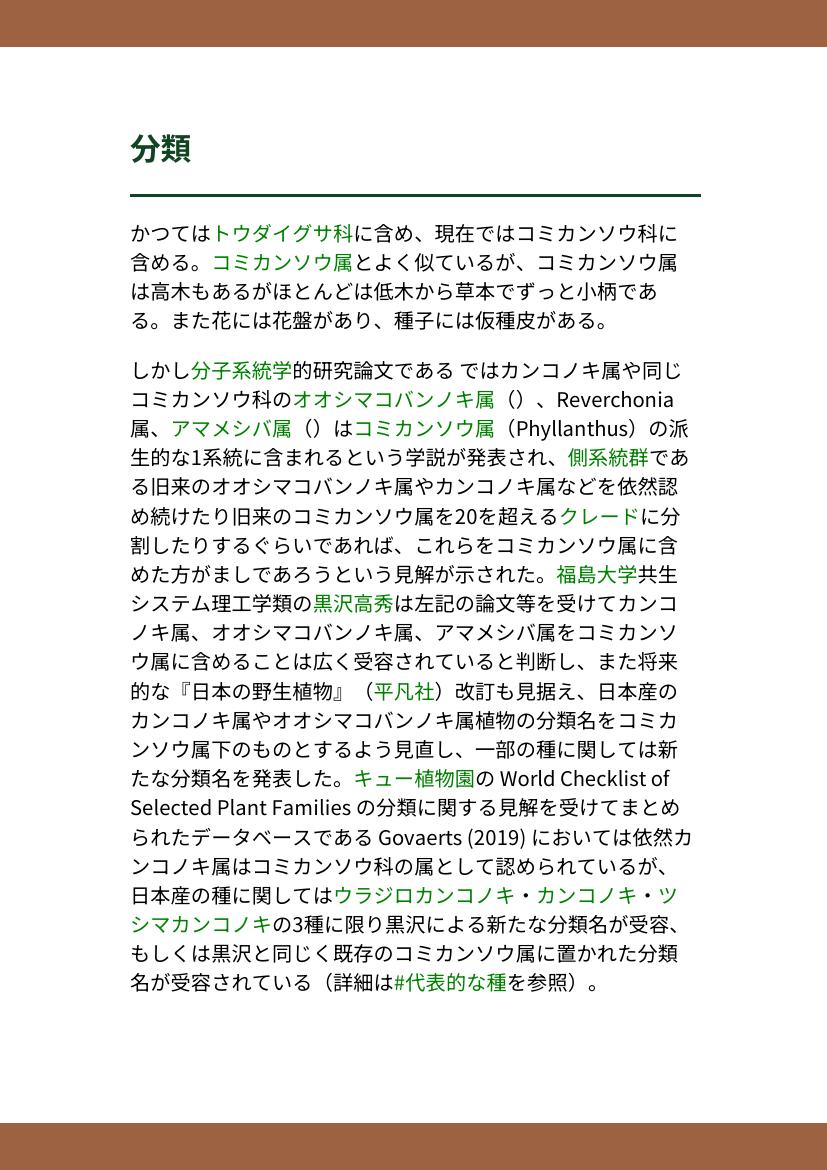 分類
かつてはトウダイグサ科に含め、現在ではコミカンソウ科に
含める。コミカンソウ属とよく似ているが、コミカンソウ属
は高木もあるがほとんどは低木から草本でずっと小柄であ
る。また花には花盤があり、種子には仮種皮がある。
しかし分子系統学的研究論文である ではカンコノキ属や同じ
コミカンソウ科のオオシマコバンノキ属（）、Reverchonia
属、アマメシバ属（）はコミカンソウ属（Phyllanthus）の派
生的な1系統に含まれるという学説が発表され、側系統群であ
る旧来のオオシマコバンノキ属やカンコノキ属などを依然認
め続けたり旧来のコミカンソウ属を20を超えるクレードに分
割したりするぐらいであれば、これらをコミカンソウ属に含
めた方がましであろうという見解が示された。福島大学共生
システム理工学類の黒沢高秀は左記の論文等を受けてカンコ
ノキ属、オオシマコバンノキ属、アマメシバ属をコミカンソ
ウ属に含めることは広く受容されていると判断し、また将来
的な『日本の野生植物』（平凡社）改訂も見据え、日本産の
カンコノキ属やオオシマコバンノキ属植物の分類名をコミカ
ンソウ属下のものとするよう見直し、一部の種に関しては新
たな分類名を発表した。キュー植物園の World Checklist of
Selected Plant Families の分類に関する見解を受けてまとめ
られたデータベースである Govaerts (2019) においては依然カ
ンコノキ属はコミカンソウ科の属として認められているが、
日本産の種に関してはウラジロカンコノキ・カンコノキ・ツ
シマカンコノキの3種に限り黒沢による新たな分類名が受容、
もしくは黒沢と同じく既存のコミカンソウ属に置かれた分類
名が受容されている（詳細は#代表的な種を参照）。